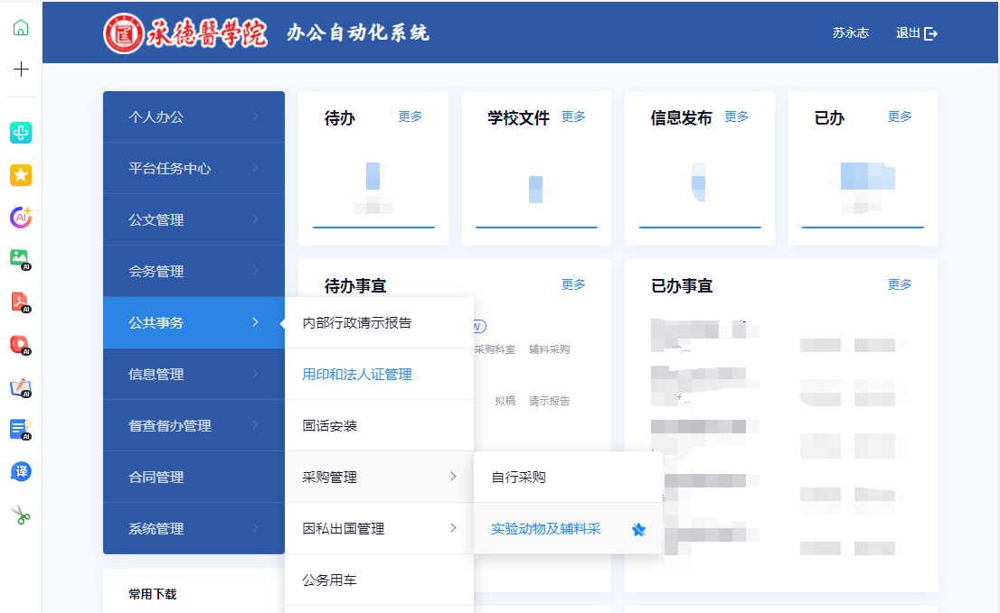 承德醫学院 办公自动化系统
苏永志
退出
个人办公
平台任务中心
公文管理
会务管理
公共事务
信息管理
督查督办管理
合同管理
系统管理
常用下载
待办 更多
学校文件 更多
信息发布 更多
已办 更多
待办事宜 更多
采购科室 辅料采购
拟稿 请示报告
已办事宜 更多
内部行政请示报告
用印和法人证管理
固话安装
采购管理
因私出国管理
公务用车
自行采购
实验动物及辅料采
AI
AI
AI
AI
AI
AI
译